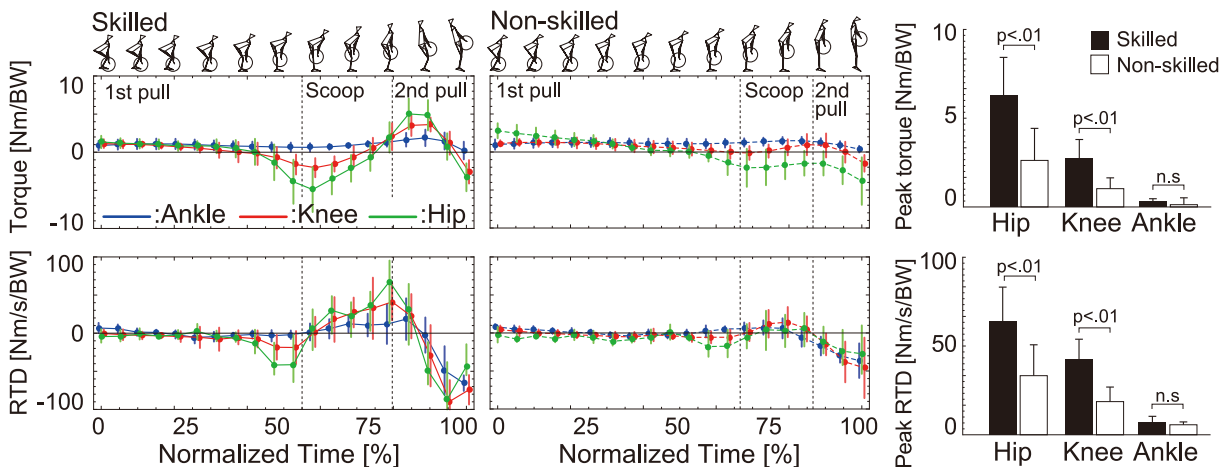 Skilled
Non-skilled
1st pull
Scoop
2nd pull
1st pull
Scoop
2nd
pull
Torque [Nm/BW]
10
0
-10
:Ankle
:Knee
:Hip
RTD [Nm/s/BW]
100
0
-100
0
25
50
75
100
Normalized Time [%]
0
25
50
75
100
Normalized Time [%]
Peak torque [Nm/BW]
10
5
0
p<.01
p<.01
n.s
Skilled
Non-skilled
Hip
Knee
Ankle
Peak RTD [Nm/s/BW]
100
50
0
p<.01
p<.01
n.s
Hip
Knee
Ankle